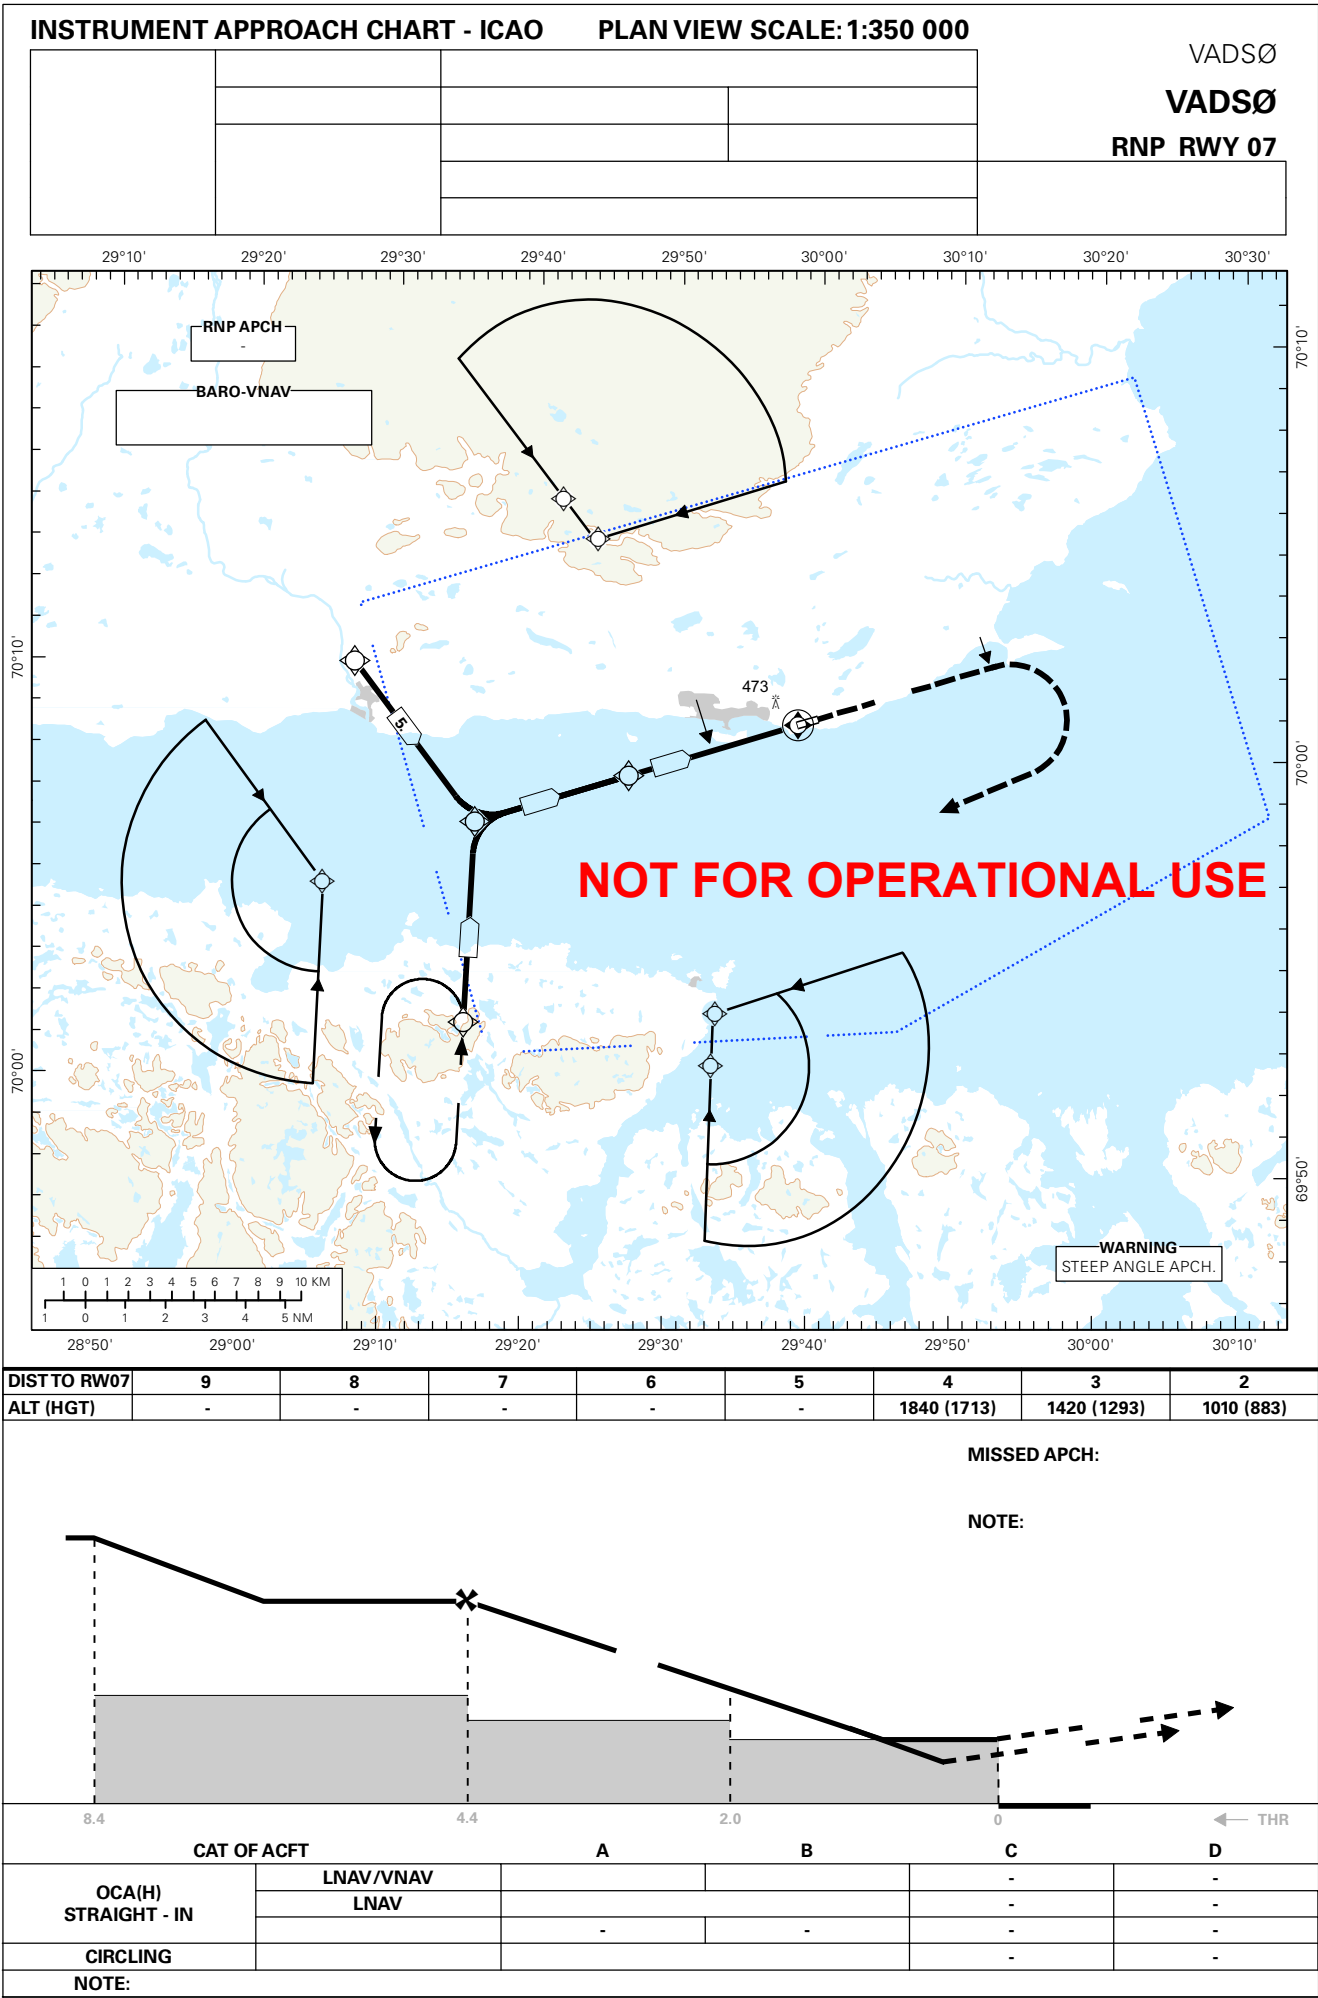 INSTRUMENT APPROACH CHART - ICAO PLAN VIEW SCALE: 1:350 000
VADSØ
VADSØ
RNP RWY 07
29°10' 29°20' 29°30' 29°40' 29°50' 30°00' 30°10' 30°20' 30°30'
RNP APCH
-
BARO-VNAV
70°10'
70°10'
5.
473
70°00'
NOT FOR OPERATIONAL USE
70°00'
69°50'
WARNING
STEEP ANGLE APCH.
1 0 1 2 3 4 5 6 7 8 9 10 KM
1 0 1 2 3 4 5 NM
28°50' 29°00' 29°10' 29°20' 29°30' 29°40' 29°50' 30°00' 30°10'
DIST TO RW07 9 8 7 6 5 4 3 2
ALT (HGT) - - - - - 1840 (1713) 1420 (1293) 1010 (883)
MISSED APCH:
NOTE:
8.4 4.4 2.0 0 THR
CAT OF ACFT A B C D
OCA(H)
STRAIGHT - IN
LNAV/VNAV - -
LNAV - -
- - - -
CIRCLING - -
NOTE: